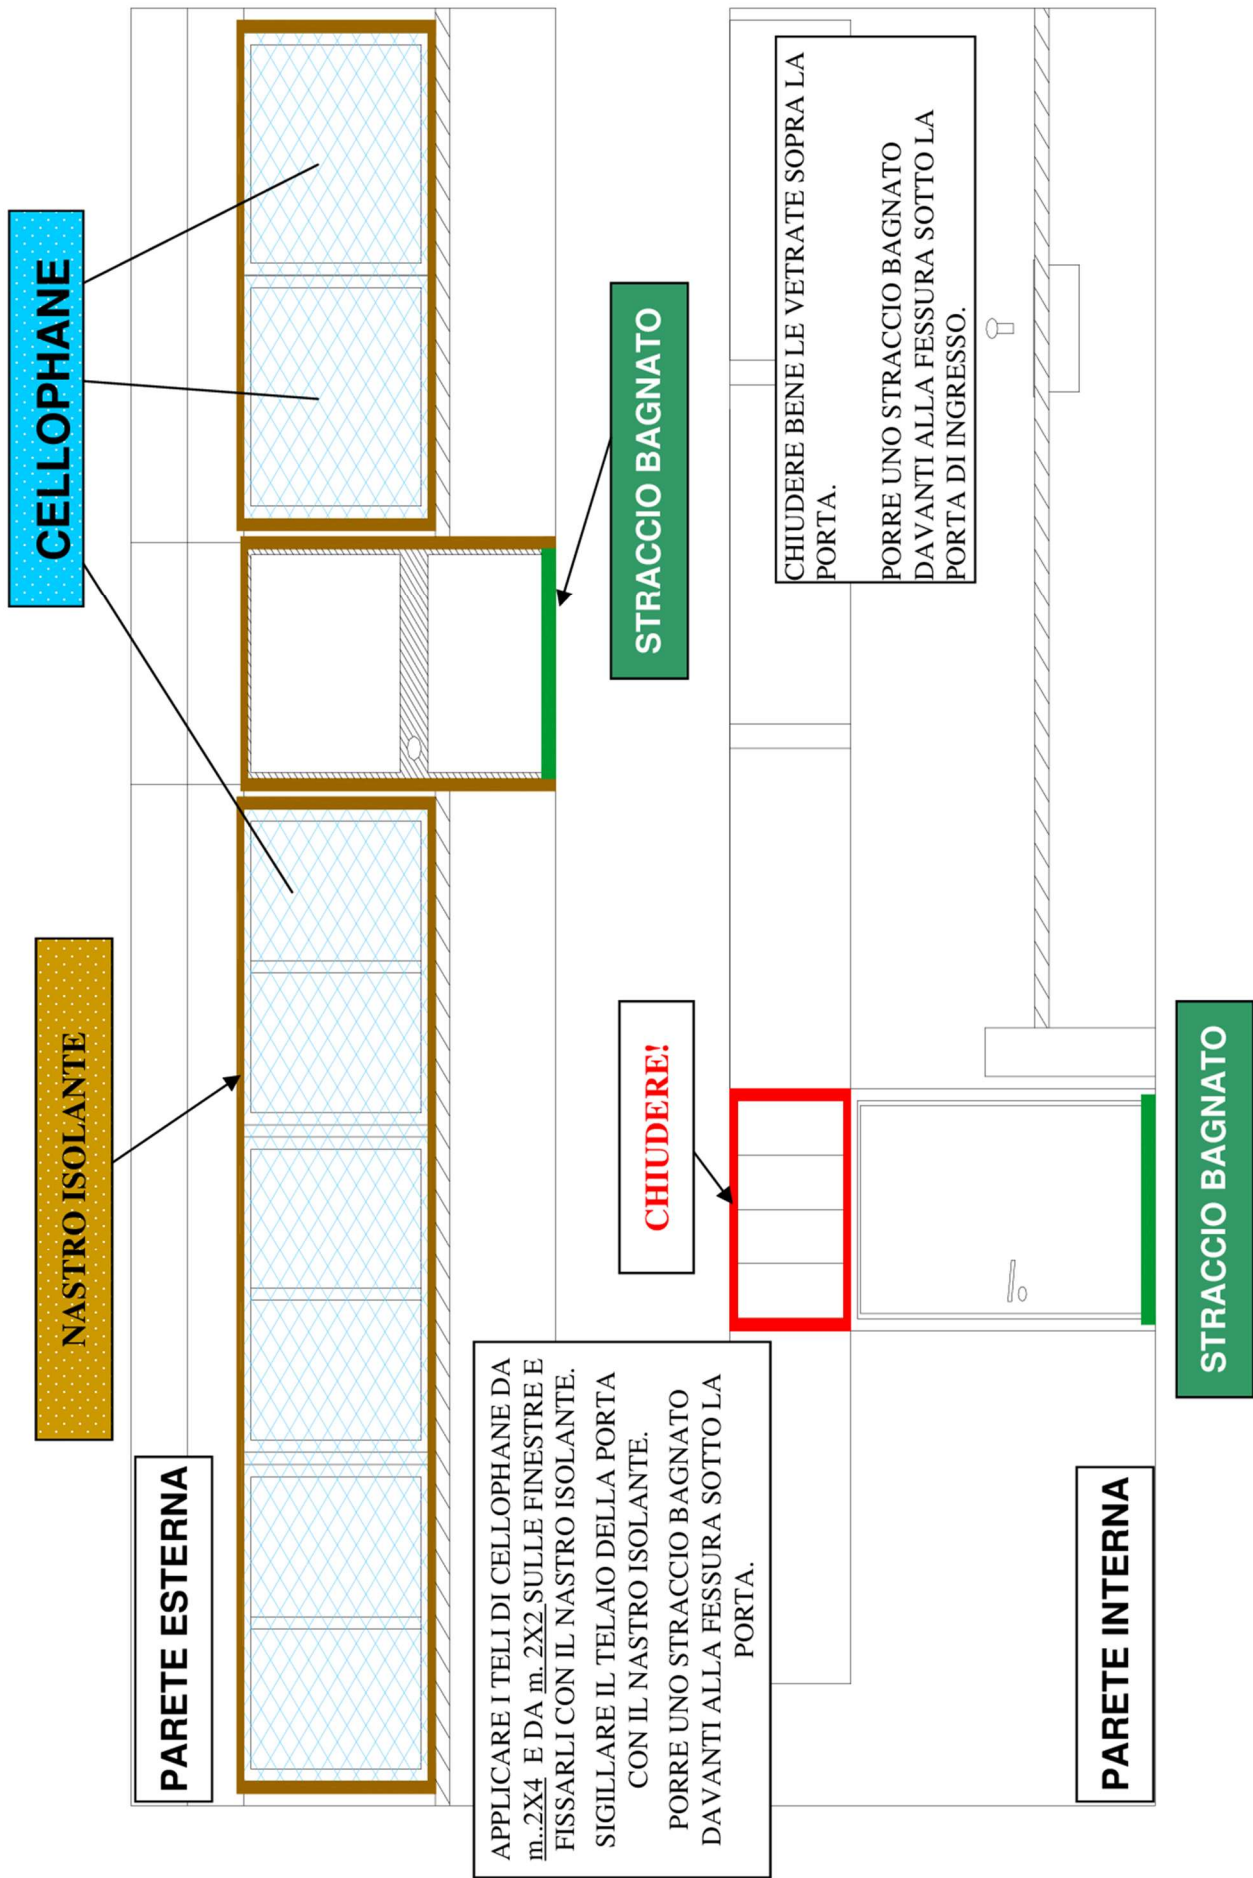 PARETE ESTERNA
NASTRO ISOLANTE
CELLOPHANE
APPLICARE I TELI DI CELLOPHANE DA
m..2X4 E DA m. 2X2 SULLE FINESTRE E
FISSARLI CON IL NASTRO ISOLANTE.
SIGILLARE IL TELAIO DELLA PORTA
CON IL NASTRO ISOLANTE.
PORRE UNO STRACCIO BAGNATO
DAVANTI ALLA FESSURA SOTTO LA
PORTA.
STRACCIO BAGNATO
CHIUDERE!
CHIUDERE BENE LE VETRATE SOPRA LA
PORTA.
PORRE UNO STRACCIO BAGNATO
DAVANTI ALLA FESSURA SOTTO LA
PORTA DI INGRESSO.
PARETE INTERNA
STRACCIO BAGNATO